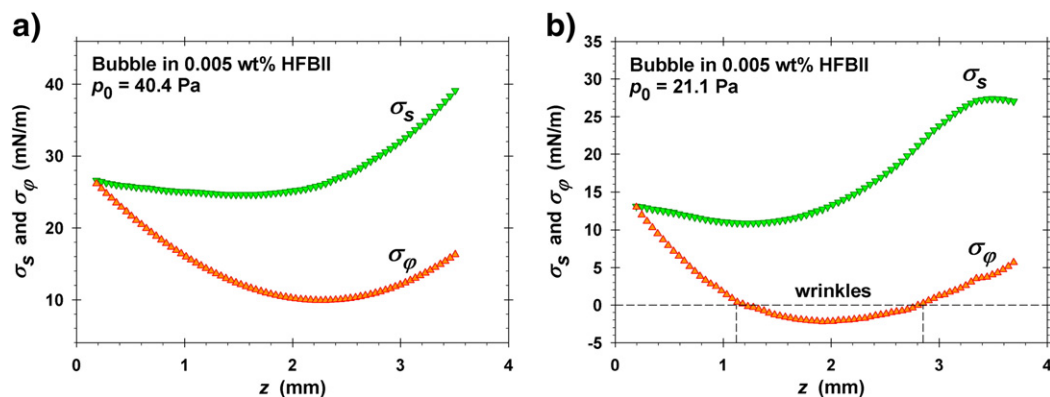 a)
Bubble in 0.005 wt% HFBII
p₀ = 40.4 Pa
σₛ
σᵩ
40
30
20
10
σₛ and σᵩ (mN/m)
0 1 2 3 4
z (mm)
b)
Bubble in 0.005 wt% HFBII
p₀ = 21.1 Pa
σₛ
σᵩ
wrinkles
35
30
25
20
15
10
5
0
-5
σₛ and σᵩ (mN/m)
0 1 2 3 4
z (mm)